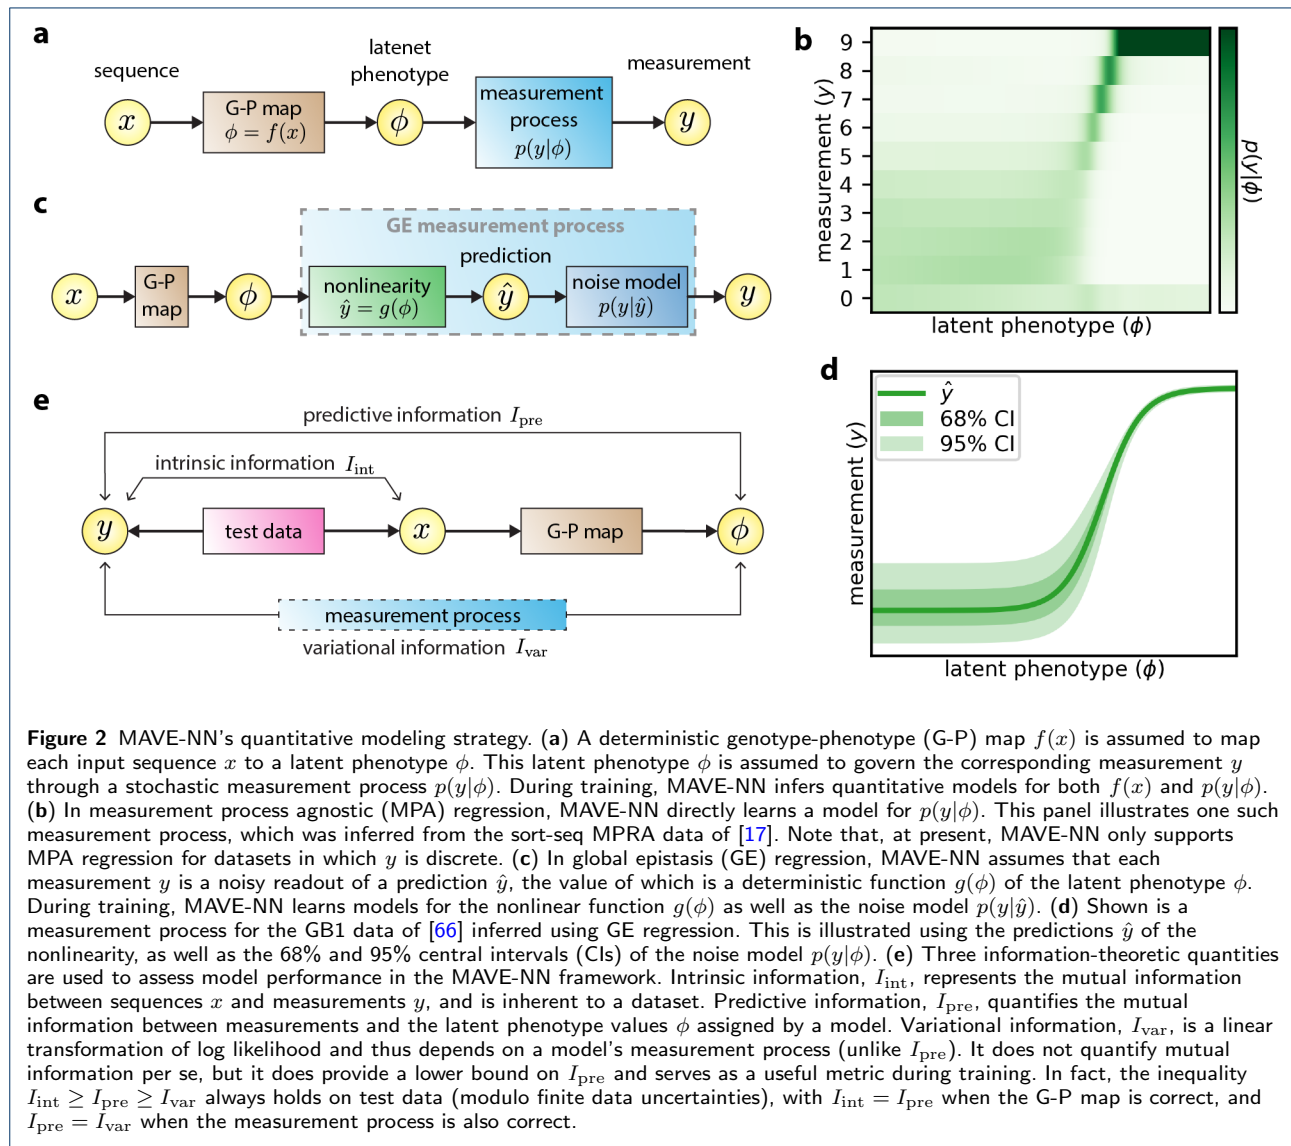 a
sequence
latenet
phenotype
measurement
x
G-P map
ϕ = f(x)
ϕ
measurement
process
p(y|ϕ)
y
b
measurement (y)
9
8
7
6
5
4
3
2
1
0
latent phenotype (ϕ)
p(y|ϕ)
c
GE measurement process
prediction
x
G-P
map
ϕ
nonlinearity
ŷ = g(ϕ)
ŷ
noise model
p(y|ŷ)
y
d
ŷ
68% CI
95% CI
measurement (y)
latent phenotype (ϕ)
e
predictive information I_pre
intrinsic information I_int
y
test data
x
G-P map
ϕ
measurement process
variational information I_var
Figure 2 MAVE-NN's quantitative modeling strategy. (a) A deterministic genotype-phenotype (G-P) map f(x) is assumed to map
each input sequence x to a latent phenotype ϕ. This latent phenotype ϕ is assumed to govern the corresponding measurement y
through a stochastic measurement process p(y|ϕ). During training, MAVE-NN infers quantitative models for both f(x) and p(y|ϕ).
(b) In measurement process agnostic (MPA) regression, MAVE-NN directly learns a model for p(y|ϕ). This panel illustrates one such
measurement process, which was inferred from the sort-seq MPRA data of [17]. Note that, at present, MAVE-NN only supports
MPA regression for datasets in which y is discrete. (c) In global epistasis (GE) regression, MAVE-NN assumes that each
measurement y is a noisy readout of a prediction ŷ, the value of which is a deterministic function g(ϕ) of the latent phenotype ϕ.
During training, MAVE-NN learns models for the nonlinear function g(ϕ) as well as the noise model p(y|ŷ). (d) Shown is a
measurement process for the GB1 data of [66] inferred using GE regression. This is illustrated using the predictions ŷ of the
nonlinearity, as well as the 68% and 95% central intervals (CIs) of the noise model p(y|ϕ). (e) Three information-theoretic quantities
are used to assess model performance in the MAVE-NN framework. Intrinsic information, I_int, represents the mutual information
between sequences x and measurements y, and is inherent to a dataset. Predictive information, I_pre, quantifies the mutual
information between measurements and the latent phenotype values ϕ assigned by a model. Variational information, I_var, is a linear
transformation of log likelihood and thus depends on a model's measurement process (unlike I_pre). It does not quantify mutual
information per se, but it does provide a lower bound on I_pre and serves as a useful metric during training. In fact, the inequality
I_int ≥ I_pre ≥ I_var always holds on test data (modulo finite data uncertainties), with I_int = I_pre when the G-P map is correct, and
I_pre = I_var when the measurement process is also correct.